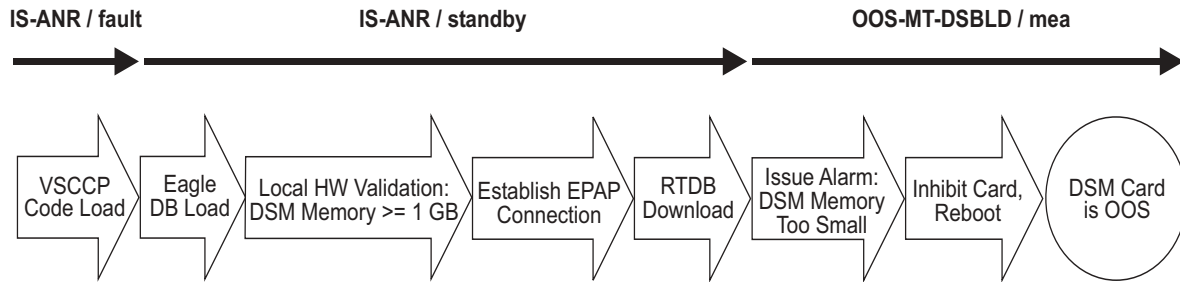 IS-ANR / fault
IS-ANR / standby
OOS-MT-DSBLD / mea
VSCCP
Code Load
Eagle
DB Load
Local HW Validation:
DSM Memory >= 1 GB
Establish EPAP
Connection
RTDB
Download
Issue Alarm:
DSM Memory
Too Small
Inhibit Card,
Reboot
DSM Card
is OOS